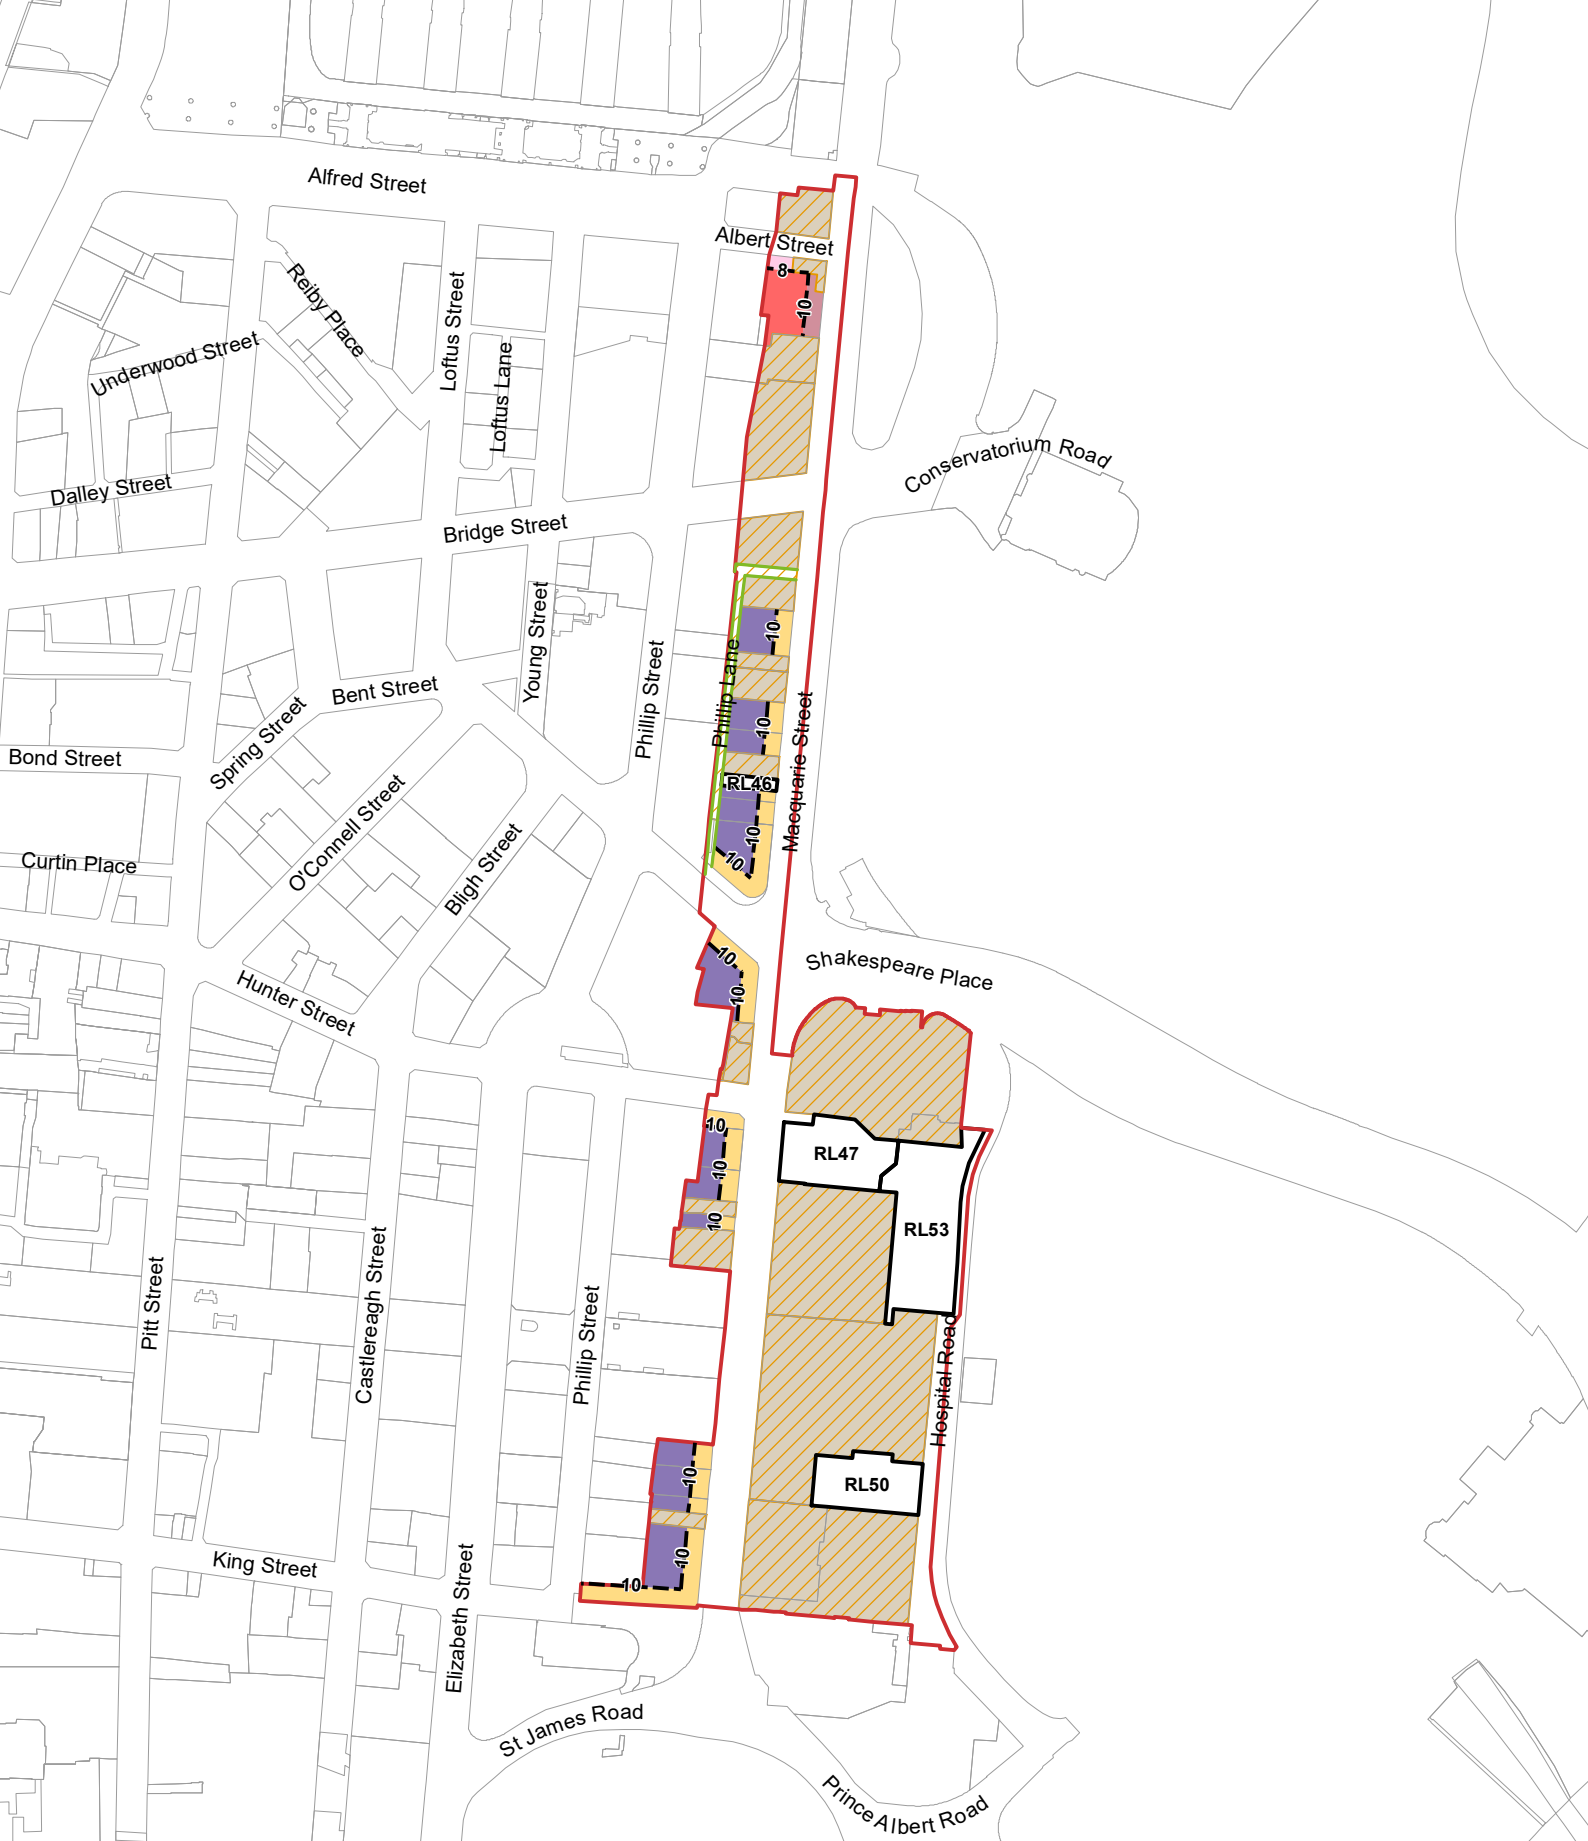 Alfred Street
Albert Street
8
10
Reiby Place
Loftus Street
Loftus Lane
Underwood Street
Conservatorium Road
Dalley Street
Bridge Street
Young Street
Phillip Street
Phillip Lane
10
Bent Street
Macquarie Street
10
Spring Street
Bond Street
RL46
O'Connell Street
Bligh Street
10
10
Curtin Place
Shakespeare Place
10
10
Hunter Street
10
RL47
10
10
RL53
Pitt Street
Castlereagh Street
Phillip Street
Hospital Road
10
RL50
10
King Street
10
Elizabeth Street
St James Road
Prince Albert Road